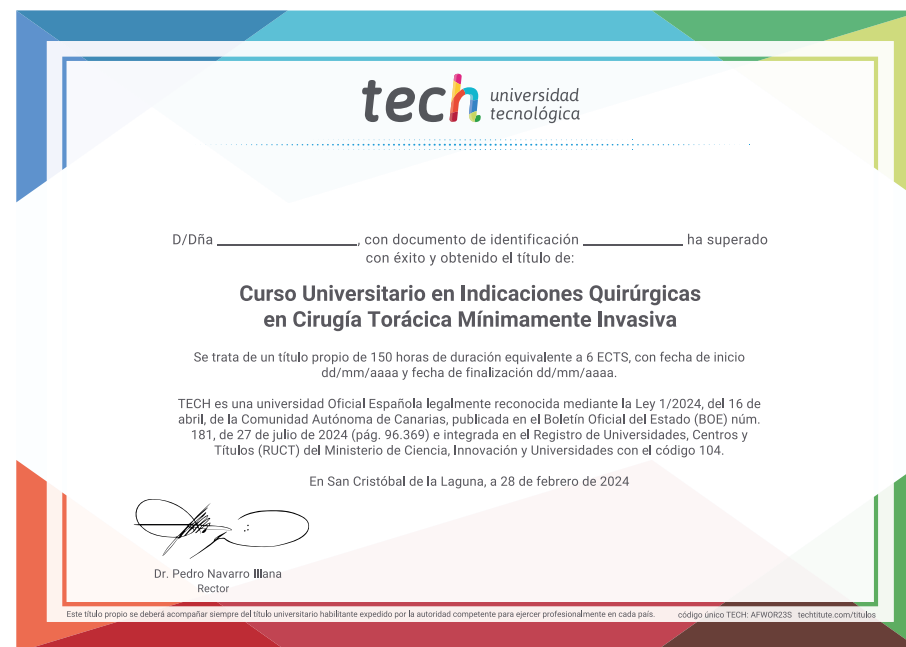 tech universidad
tecnológica
D/Dña ____________________, con documento de identificación ______________ ha superado
con éxito y obtenido el título de:
Curso Universitario en Indicaciones Quirúrgicas
en Cirugía Torácica Mínimamente Invasiva
Se trata de un título propio de 150 horas de duración equivalente a 6 ECTS, con fecha de inicio
dd/mm/aaaa y fecha de finalización dd/mm/aaaa.
TECH es una universidad Oficial Española legalmente reconocida mediante la Ley 1/2024, del 16 de
abril, de la Comunidad Autónoma de Canarias, publicada en el Boletín Oficial del Estado (BOE) núm.
181, de 27 de julio de 2024 (pág. 96.369) e integrada en el Registro de Universidades, Centros y
Títulos (RUCT) del Ministerio de Ciencia, Innovación y Universidades con el código 104.
En San Cristóbal de la Laguna, a 28 de febrero de 2024
Dr. Pedro Navarro Illana
Rector
Este título propio se deberá acompañar siempre del título universitario habilitante expedido por la autoridad competente para ejercer profesionalmente en cada país. código único TECH: AFWOR23S techtitute.com/titulos